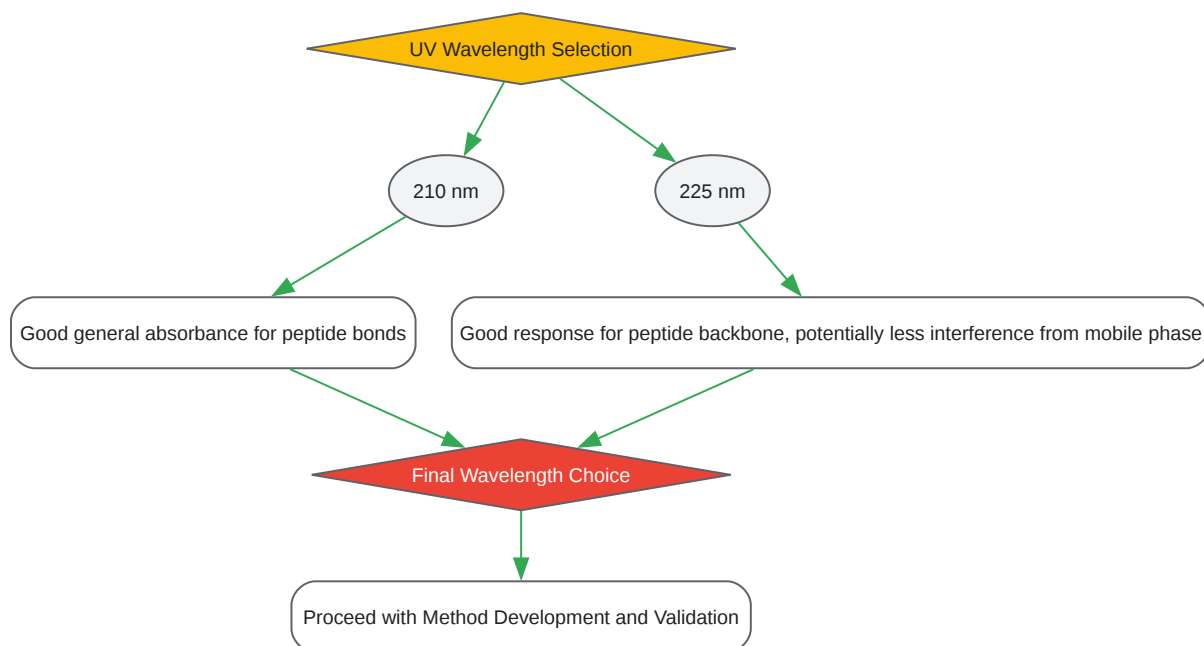 UV Wavelength Selection
210 nm
225 nm
Good general absorbance for peptide bonds
Good response for peptide backbone, potentially less interference from mobile phase
Final Wavelength Choice
Proceed with Method Development and Validation